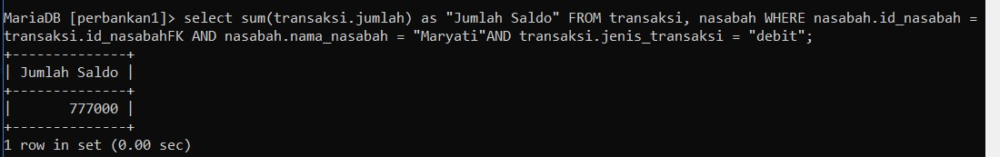 MariaDB [perbankan1]> select sum(transaksi.jumlah) as "Jumlah Saldo" FROM transaksi, nasabah WHERE nasabah.id_nasabah =
transaksi.id_nasabahFK AND nasabah.nama_nasabah = "Maryati"AND transaksi.jenis_transaksi = "debit";
+--------------+
| Jumlah Saldo |
+--------------+
|       777000 |
+--------------+
1 row in set (0.00 sec)